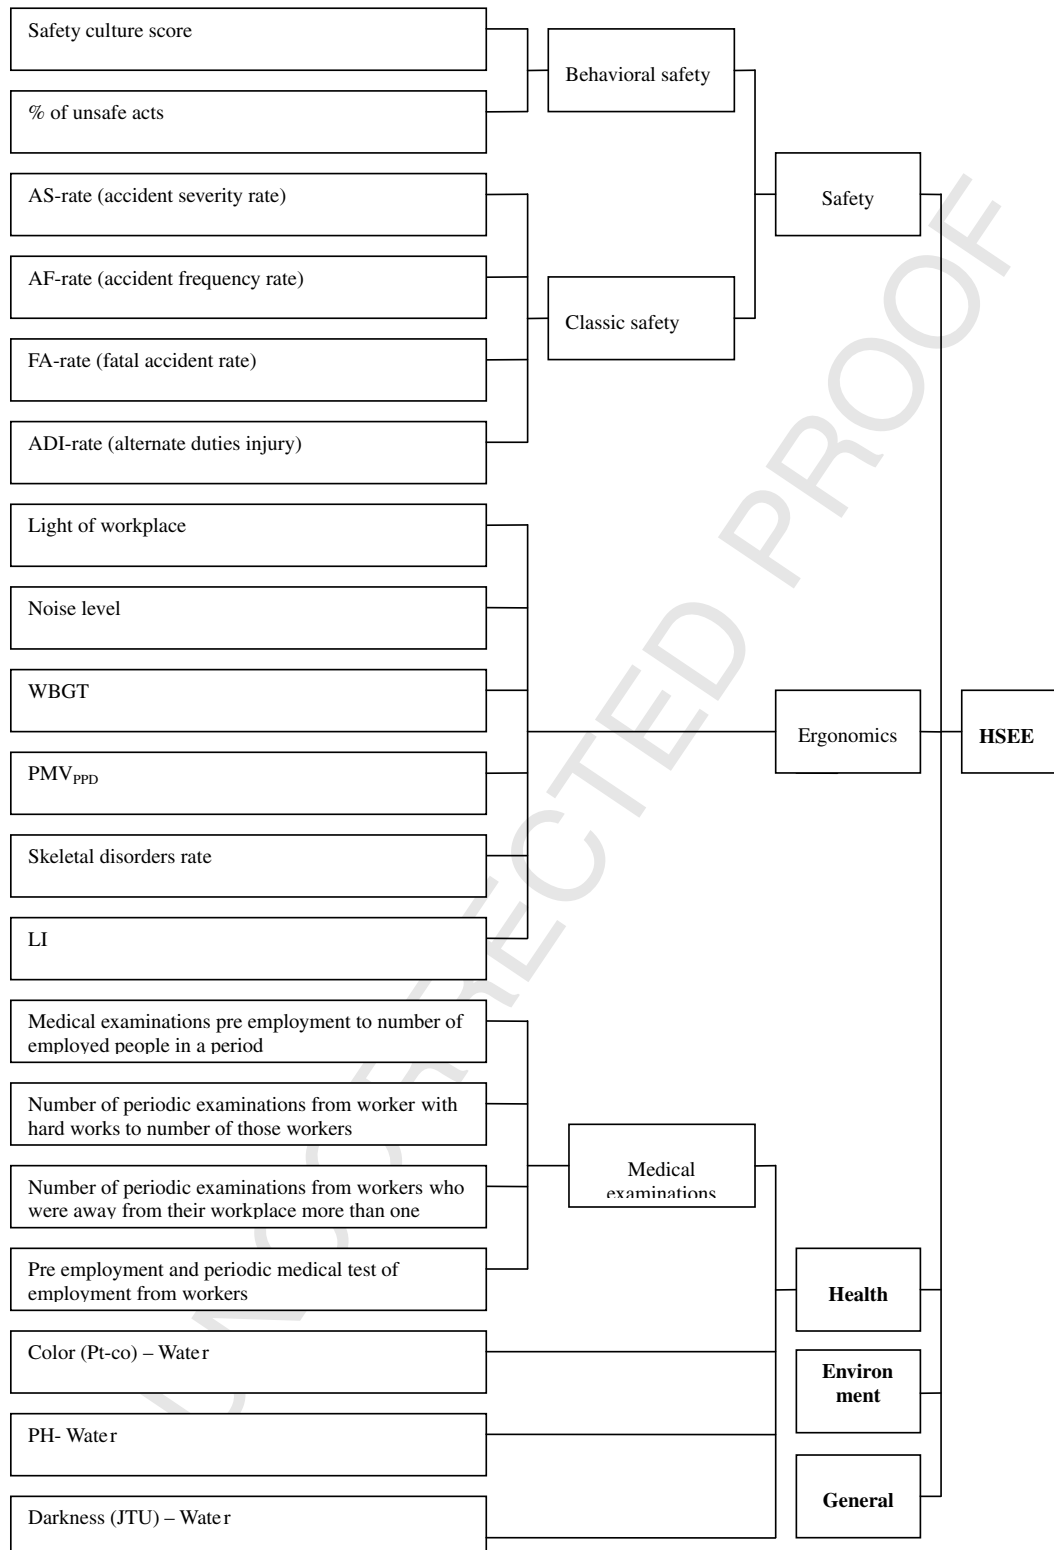 Safety culture score
% of unsafe acts
AS-rate (accident severity rate)
AF-rate (accident frequency rate)
FA-rate (fatal accident rate)
ADI-rate (alternate duties injury)
Light of workplace
Noise level
WBGT
PMVPPD
Skeletal disorders rate
LI
Medical examinations pre employment to number of
employed people in a period
Number of periodic examinations from worker with
hard works to number of those workers
Number of periodic examinations from workers who
were away from their workplace more than one
Pre employment and periodic medical test of
employment from workers
Color (Pt-co) – Water
PH- Water
Darkness (JTU) – Water
Behavioral safety
Classic safety
Medical
examinations
Safety
Ergonomics
Health
Environ
ment
General
HSEE
UNCORRECTED PROOF